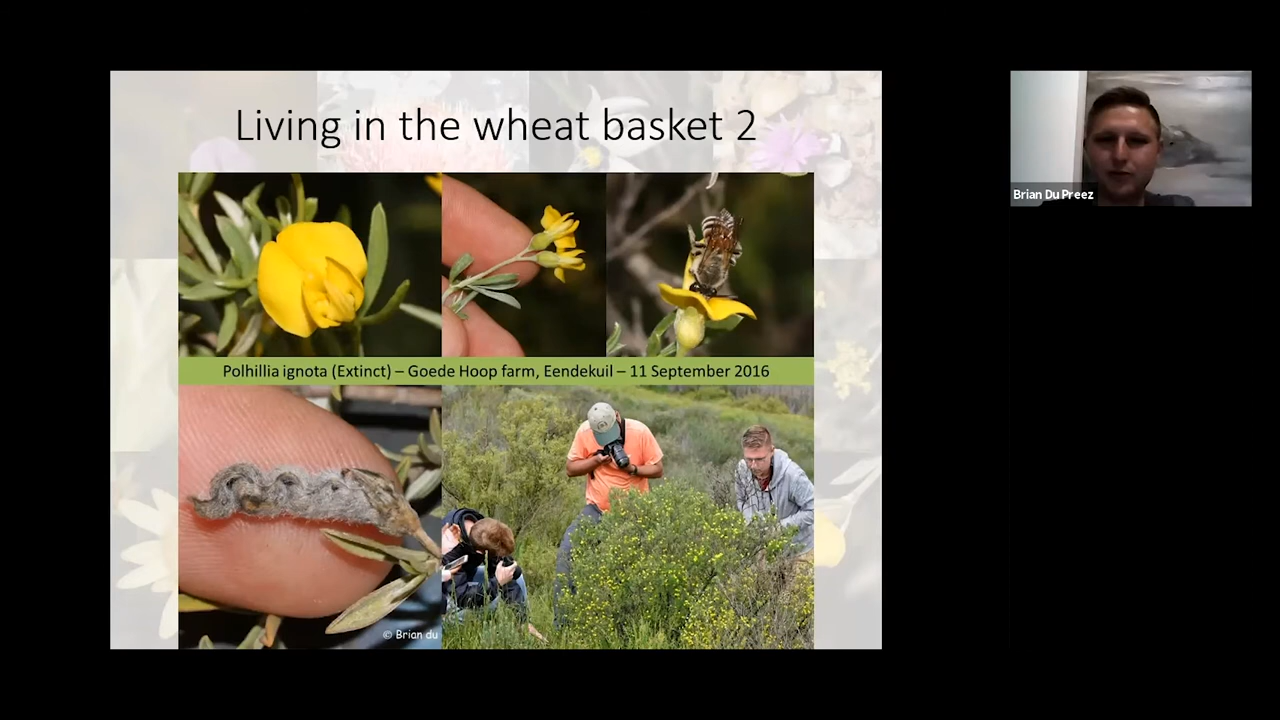 Living in the wheat basket 2
Brian Du Preez
Polhillia ignota (Extinct) – Goede Hoop farm, Eendekuil – 11 September 2016
© Brian du